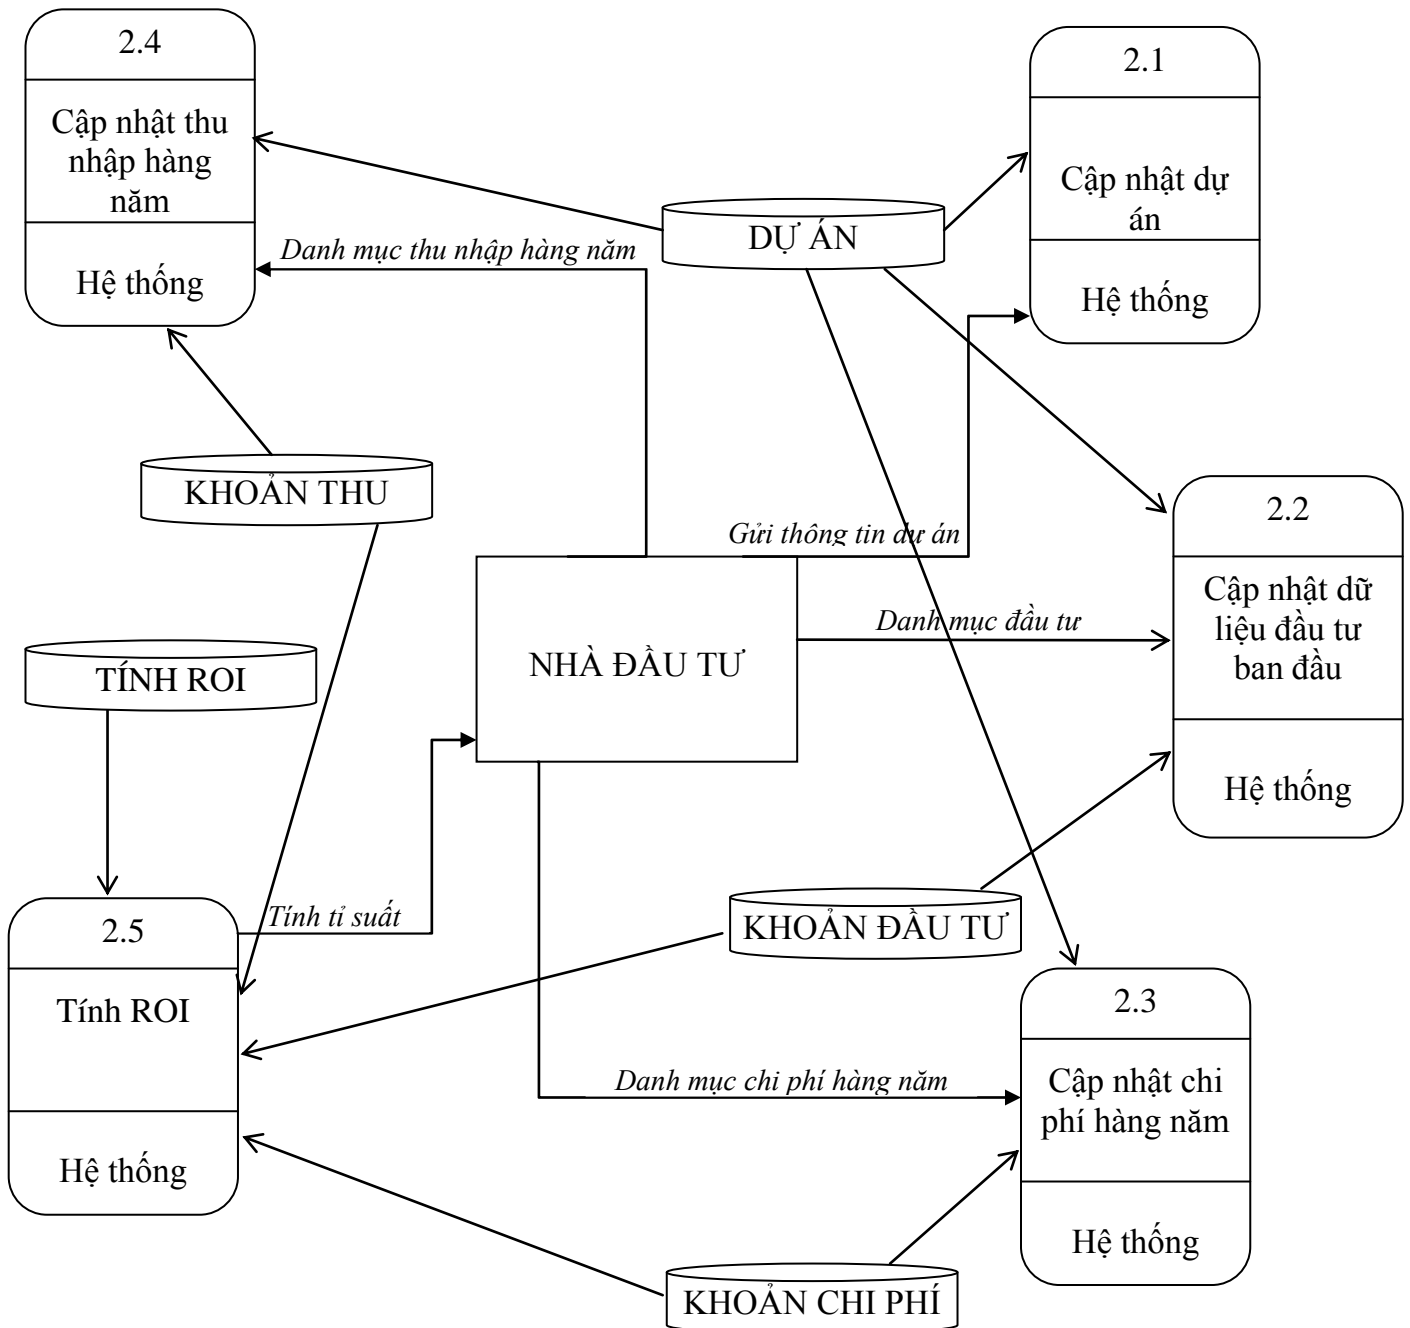 2.4
Cập nhật thu
nhập hàng
năm
Hệ thống
2.1
Cập nhật dự
án
Hệ thống
DỰ ÁN
Danh mục thu nhập hàng năm
KHOẢN THU
Gửi thông tin dự án
2.2
Cập nhật dữ
liệu đầu tư
ban đầu
Hệ thống
Danh mục đầu tư
TÍNH ROI
NHÀ ĐẦU TƯ
2.5
Tính ROI
Hệ thống
Tính tỉ suất
KHOẢN ĐẦU TƯ
2.3
Cập nhật chi
phí hàng năm
Hệ thống
Danh mục chi phí hàng năm
KHOẢN CHI PHÍ